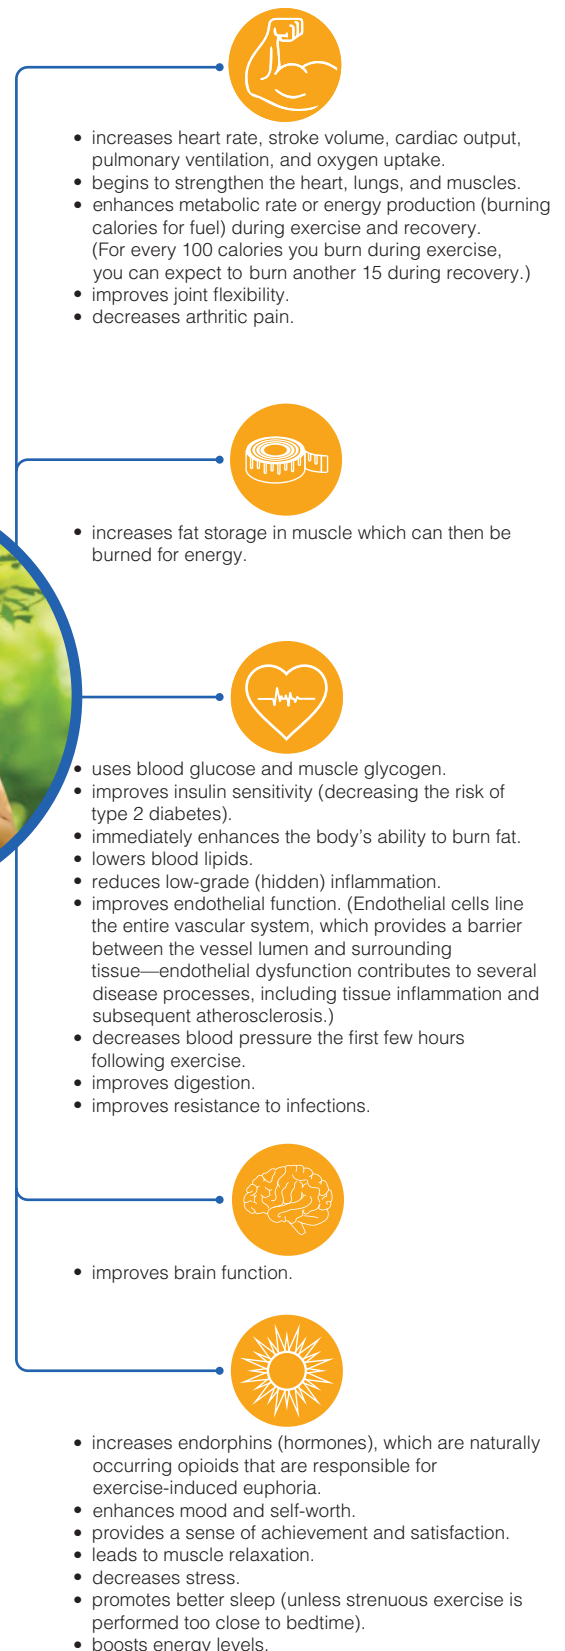 • increases heart rate, stroke volume, cardiac output,
pulmonary ventilation, and oxygen uptake.
• begins to strengthen the heart, lungs, and muscles.
• enhances metabolic rate or energy production (burning
calories for fuel) during exercise and recovery.
(For every 100 calories you burn during exercise,
you can expect to burn another 15 during recovery.)
• improves joint flexibility.
• decreases arthritic pain.
• increases fat storage in muscle which can then be
burned for energy.
• uses blood glucose and muscle glycogen.
• improves insulin sensitivity (decreasing the risk of
type 2 diabetes).
• immediately enhances the body’s ability to burn fat.
• lowers blood lipids.
• reduces low-grade (hidden) inflammation.
• improves endothelial function. (Endothelial cells line
the entire vascular system, which provides a barrier
between the vessel lumen and surrounding
tissue—endothelial dysfunction contributes to several
disease processes, including tissue inflammation and
subsequent atherosclerosis.)
• decreases blood pressure the first few hours
following exercise.
• improves digestion.
• improves resistance to infections.
• improves brain function.
• increases endorphins (hormones), which are naturally
occurring opioids that are responsible for
exercise-induced euphoria.
• enhances mood and self-worth.
• provides a sense of achievement and satisfaction.
• leads to muscle relaxation.
• decreases stress.
• promotes better sleep (unless strenuous exercise is
performed too close to bedtime).
• boosts energy levels.